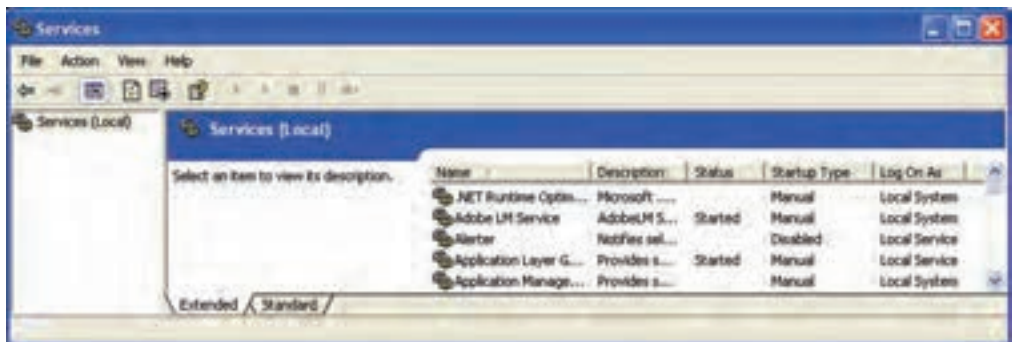 Services
File Action View Help
Services (Local)
Services (Local)
Select an item to view its description.
Name Description Status Startup Type Log On As
.NET Runtime Optim... Microsoft .... Manual Local System
Adobe LM Service AdobeLM S... Started Manual Local System
Alerter Notifies sel... Disabled Local Service
Application Layer G... Provides s... Started Manual Local Service
Application Manage... Provides s... Manual Local System
Extended Standard